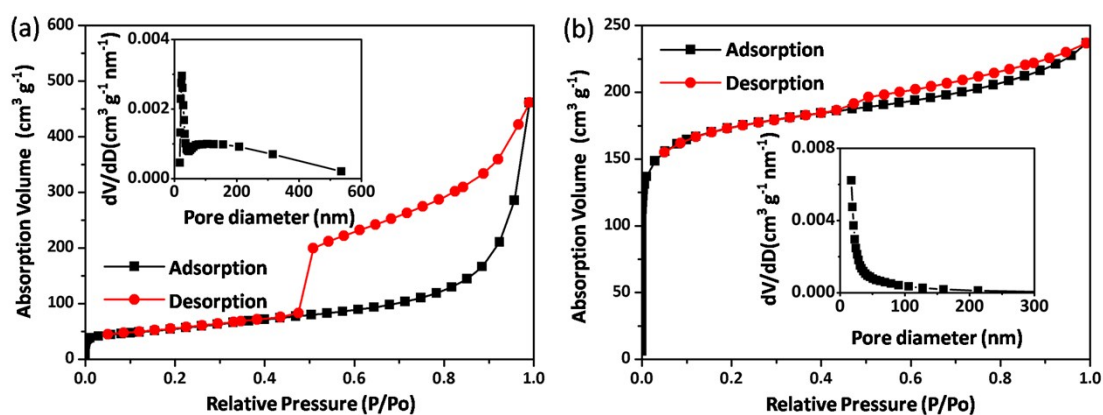 (a)
600
500
400
300
200
100
0
Absorption Volume (cm³ g⁻¹)
0.004
0.002
0.000
dV/dD(cm³ g⁻¹ nm⁻¹)
0 200 400 600
Pore diameter (nm)
Adsorption
Desorption
0.0 0.2 0.4 0.6 0.8 1.0
Relative Pressure (P/Po)
(b)
250
200
150
100
50
0
Absorption Volume (cm³ g⁻¹)
Adsorption
Desorption
0.008
0.004
0.000
dV/dD(cm³ g⁻¹ nm⁻¹)
0 100 200 300
Pore diameter (nm)
0.0 0.2 0.4 0.6 0.8 1.0
Relative Pressure (P/Po)